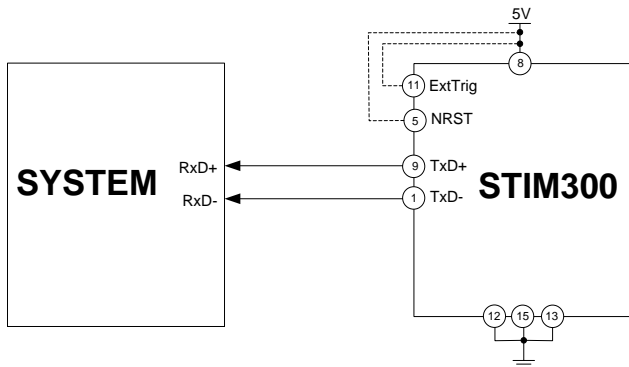 5V
8
11 ExtTrig
5 NRST
RxD+ 9 TxD+
SYSTEM STIM300
RxD- 1 TxD-
12 15 13